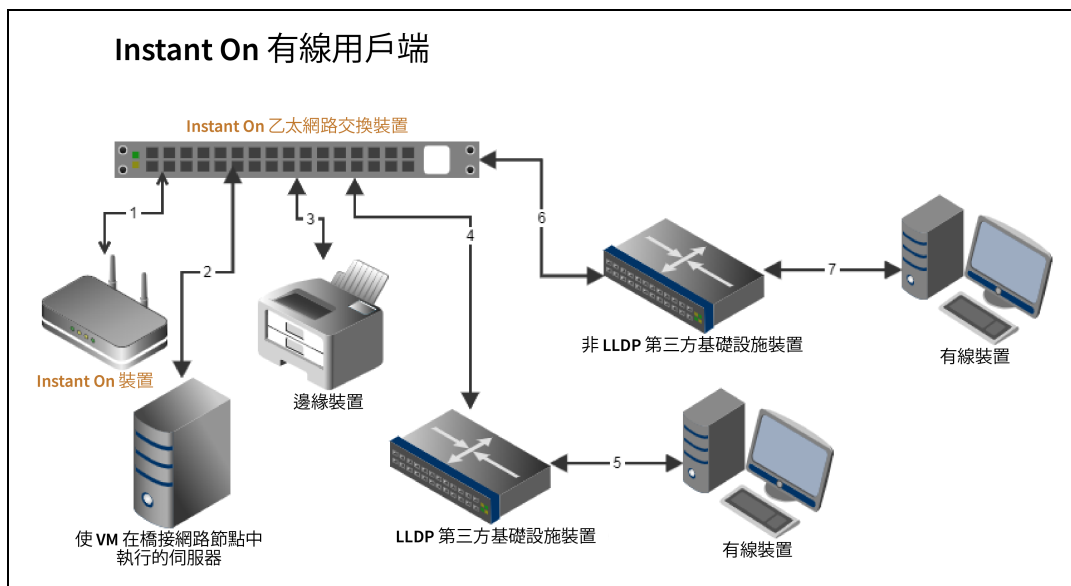 Instant On 有線用戶端
Instant On 乙太網路交換裝置
1
2
3
4
6
7
Instant On 裝置
邊緣裝置
非 LLDP 第三方基礎設施裝置
有線裝置
5
使 VM 在橋接網路節點中
執行的伺服器
LLDP 第三方基礎設施裝置
有線裝置